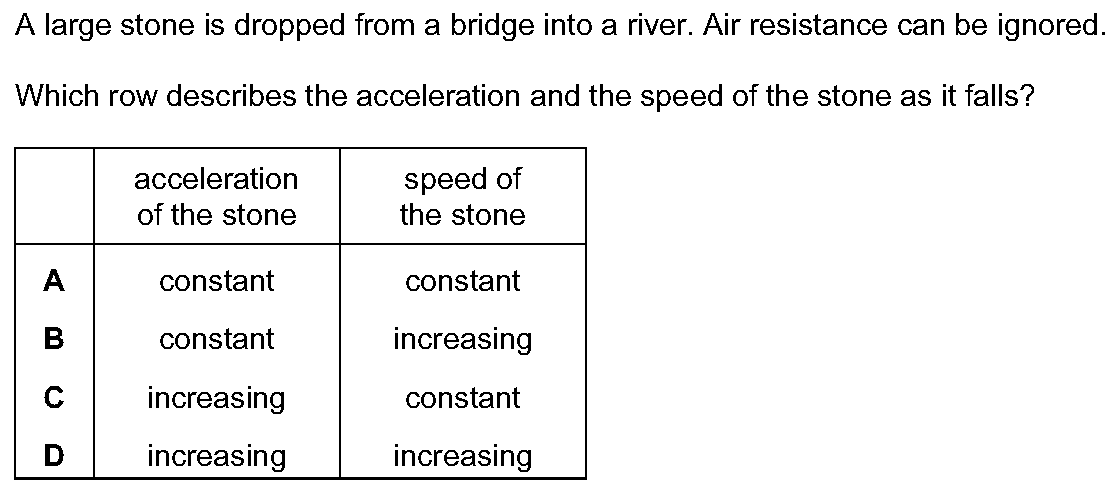 A large stone is dropped from a bridge into a river. Air resistance can be ignored.
Which row describes the acceleration and the speed of the stone as it falls?
acceleration of the stone speed of the stone
A constant constant
B constant increasing
C increasing constant
D increasing increasing